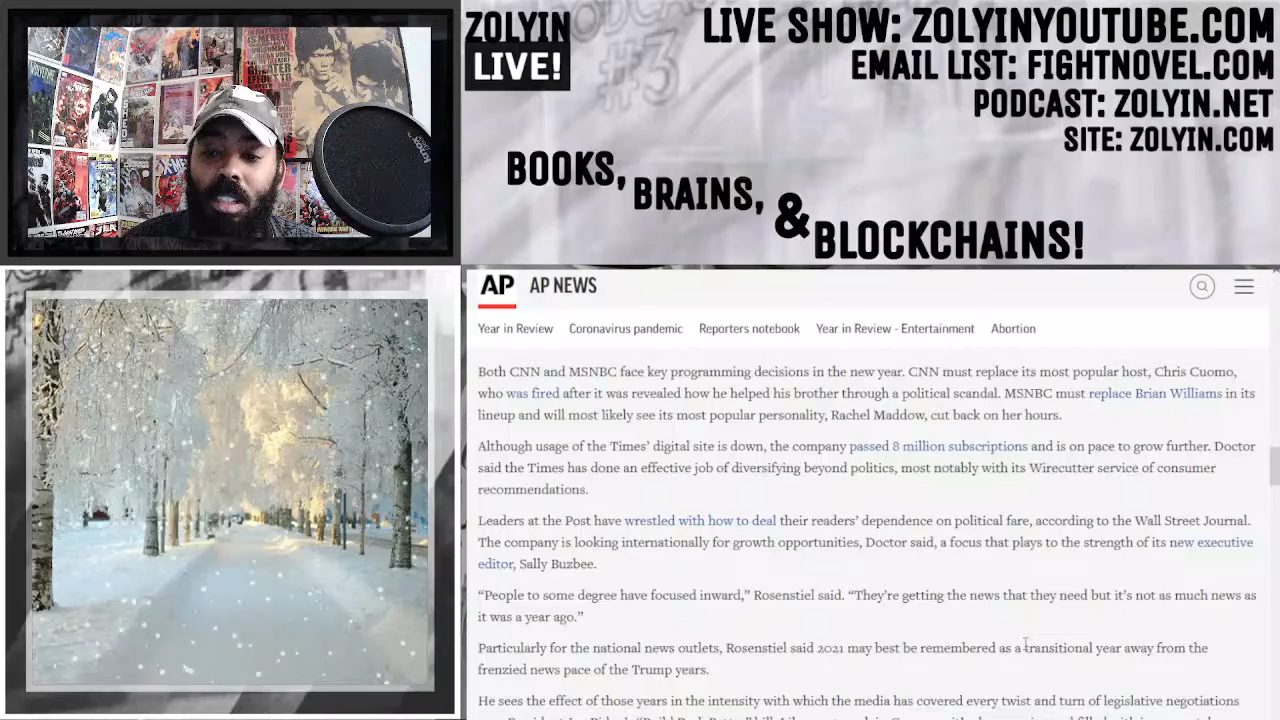 ZOLYIN
LIVE!
PODCAST
#3
LIVE SHOW: ZOLYINYOUTUBE.COM
EMAIL LIST: FIGHTNOVEL.COM
PODCAST: ZOLYIN.NET
SITE: ZOLYIN.COM
BOOKS,
BRAINS,
&
BLOCKCHAINS!
AP AP NEWS
Year in Review Coronavirus pandemic Reporters notebook Year in Review - Entertainment Abortion
Both CNN and MSNBC face key programming decisions in the new year. CNN must replace its most popular host, Chris Cuomo,
who was fired after it was revealed how he helped his brother through a political scandal. MSNBC must replace Brian Williams in its
lineup and will most likely see its most popular personality, Rachel Maddow, cut back on her hours.
Although usage of the Times’ digital site is down, the company passed 8 million subscriptions and is on pace to grow further. Doctor
said the Times has done an effective job of diversifying beyond politics, most notably with its Wirecutter service of consumer
recommendations.
Leaders at the Post have wrestled with how to deal their readers’ dependence on political fare, according to the Wall Street Journal.
The company is looking internationally for growth opportunities, Doctor said, a focus that plays to the strength of its new executive
editor, Sally Buzbee.
“People to some degree have focused inward,” Rosenstiel said. “They’re getting the news that they need but it’s not as much news as
it was a year ago.”
Particularly for the national news outlets, Rosenstiel said 2021 may best be remembered as a transitional year away from the
frenzied news pace of the Trump years.
He sees the effect of those years in the intensity with which the media has covered every twist and turn of legislative negotiations